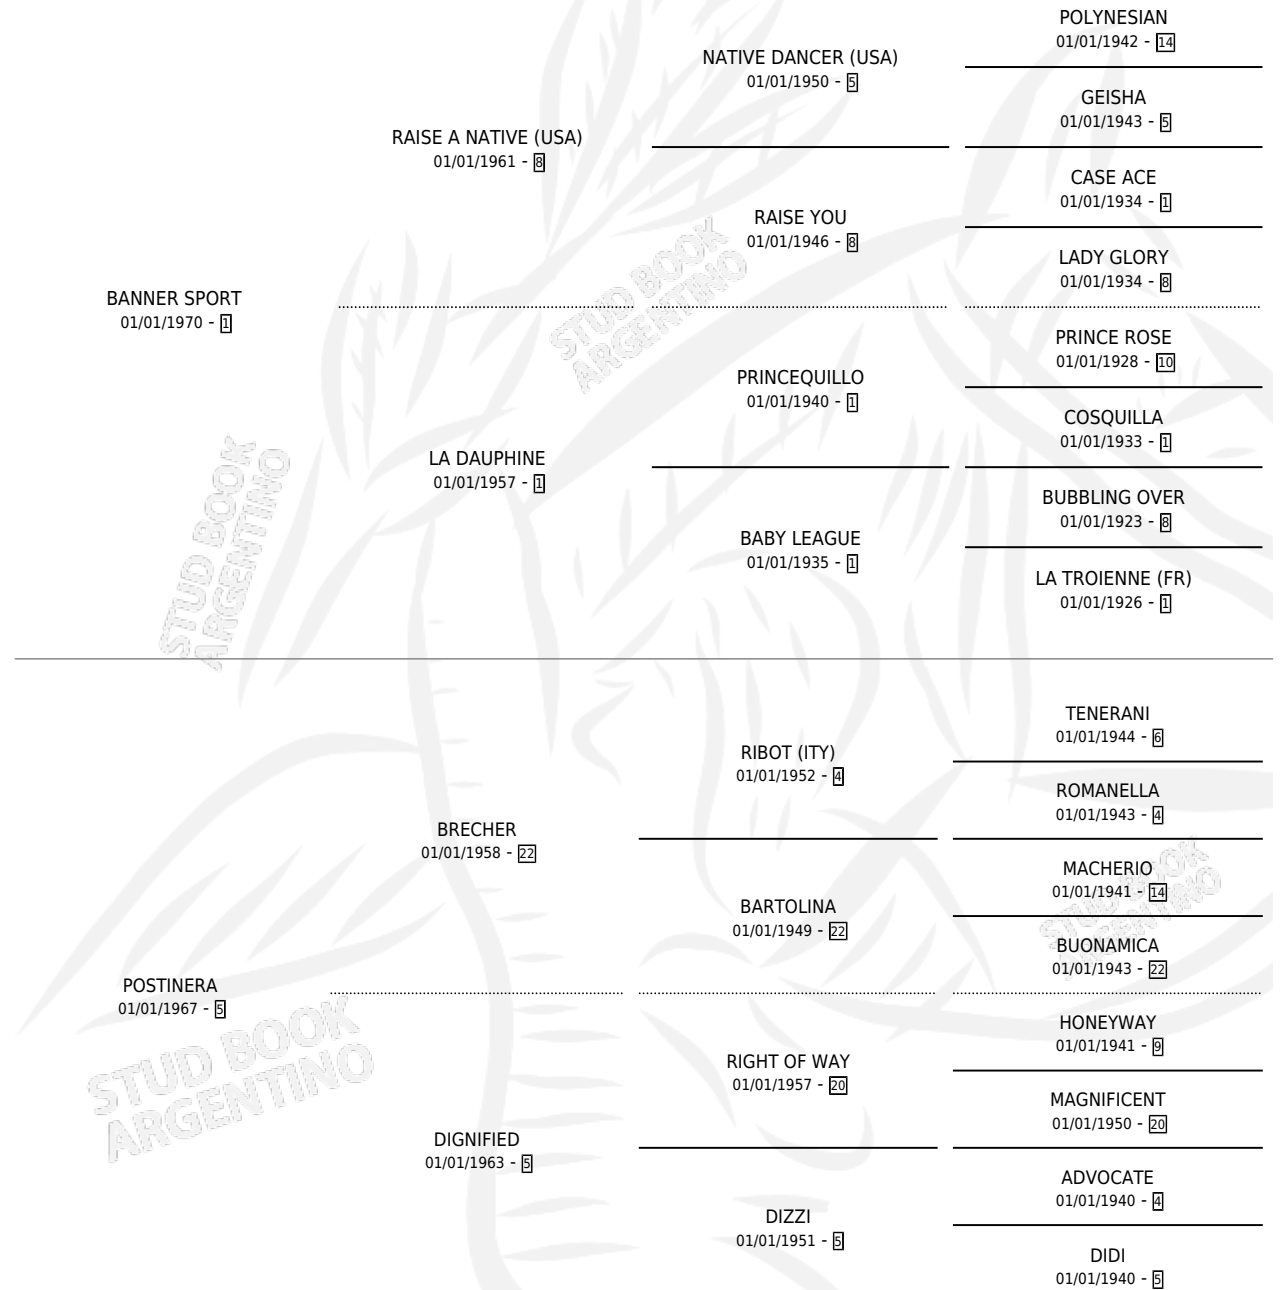 POLYNESIAN
01/01/1942 - 14
NATIVE DANCER (USA)
01/01/1950 - 5
GEISHA
01/01/1943 - 5
RAISE A NATIVE (USA)
01/01/1961 - 8
CASE ACE
01/01/1934 - 1
RAISE YOU
01/01/1946 - 8
LADY GLORY
01/01/1934 - 8
BANNER SPORT
01/01/1970 - 1
PRINCE ROSE
01/01/1928 - 10
PRINCEQUILLO
01/01/1940 - 1
COSQUILLA
01/01/1933 - 1
LA DAUPHINE
01/01/1957 - 1
BUBBLING OVER
01/01/1923 - 8
BABY LEAGUE
01/01/1935 - 1
LA TROIENNE (FR)
01/01/1926 - 1
TENERANI
01/01/1944 - 6
RIBOT (ITY)
01/01/1952 - 4
ROMANELLA
01/01/1943 - 4
BRECHER
01/01/1958 - 22
MACHERIO
01/01/1941 - 14
BARTOLINA
01/01/1949 - 22
BUONAMICA
01/01/1943 - 22
POSTINERA
01/01/1967 - 5
HONEYWAY
01/01/1941 - 9
RIGHT OF WAY
01/01/1957 - 20
MAGNIFICENT
01/01/1950 - 20
DIGNIFIED
01/01/1963 - 5
ADVOCATE
01/01/1940 - 4
DIZZI
01/01/1951 - 5
DIDI
01/01/1940 - 5
STUD BOOK
ARGENTINO
STUD BOOK
ARGENTINO
STUD BOOK
ARGENTINO
STUD BOOK
ARGENTINO